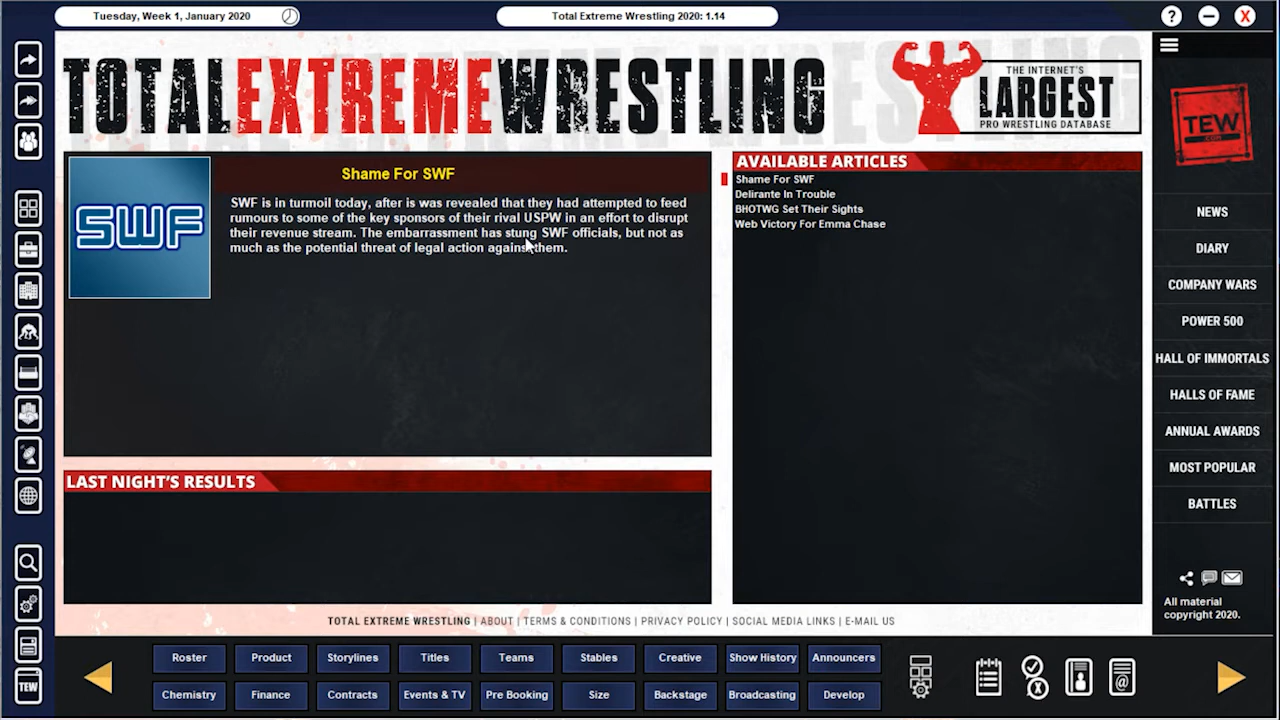 Tuesday, Week 1, January 2020
Total Extreme Wrestling 2020: 1.14
?
X
TOTALEXTREMEWRESTLING
THE INTERNET'S
LARGEST
PRO WRESTLING DATABASE
TEW
.COM
SWF
Shame For SWF
SWF is in turmoil today, after is was revealed that they had attempted to feed
rumours to some of the key sponsors of their rival USPW in an effort to disrupt
their revenue stream. The embarrassment has stung SWF officials, but not as
much as the potential threat of legal action against them.
AVAILABLE ARTICLES
Shame For SWF
Delirante In Trouble
BHOTWG Set Their Sights
Web Victory For Emma Chase
LAST NIGHT'S RESULTS
NEWS
DIARY
COMPANY WARS
POWER 500
HALL OF IMMORTALS
HALLS OF FAME
ANNUAL AWARDS
MOST POPULAR
BATTLES
All material
copyright 2020.
TOTAL EXTREME WRESTLING | ABOUT | TERMS & CONDITIONS | PRIVACY POLICY | SOCIAL MEDIA LINKS | E-MAIL US
TEW
Roster Product Storylines Titles Teams Stables Creative Show History Announcers
Chemistry Finance Contracts Events & TV Pre Booking Size Backstage Broadcasting Develop